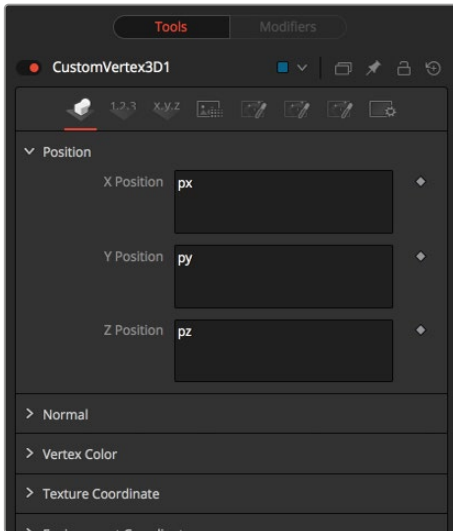 Tools Modifiers
CustomVertex3D1
1,2,3 x,y,z
Position
X Position px
Y Position py
Z Position pz
Normal
Vertex Color
Texture Coordinate